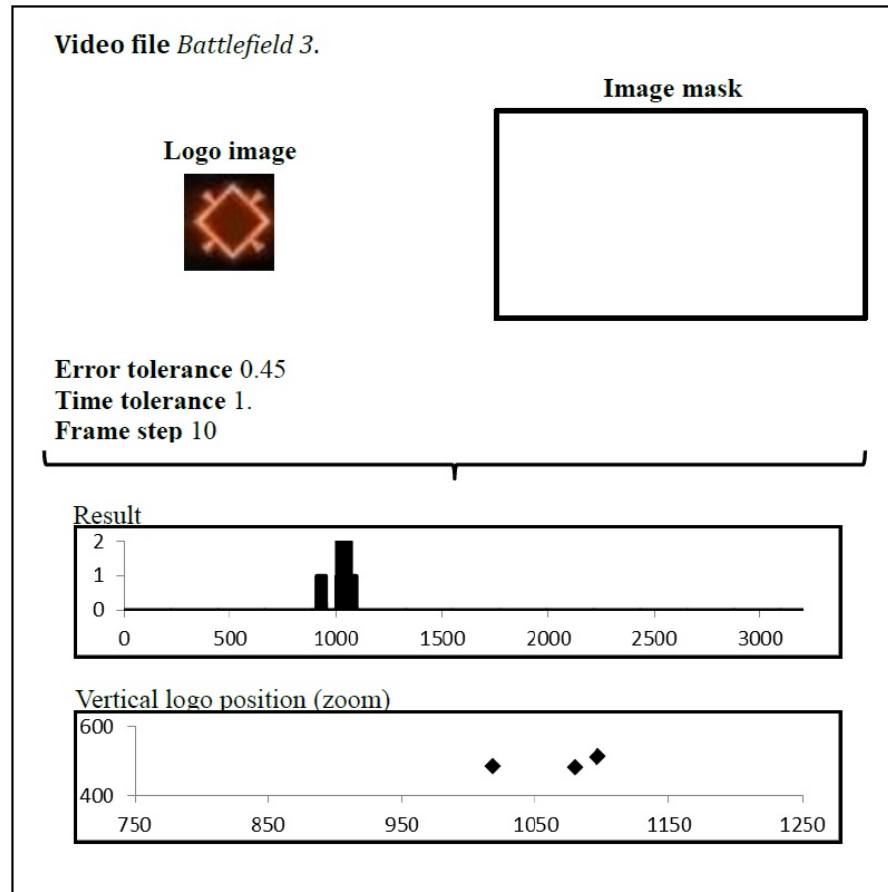 Video file Battlefield 3.
Image mask
Logo image
Error tolerance 0.45
Time tolerance 1.
Frame step 10
Result
2
1
0
0 500 1000 1500 2000 2500 3000
Vertical logo position (zoom)
600
400
750 850 950 1050 1150 1250